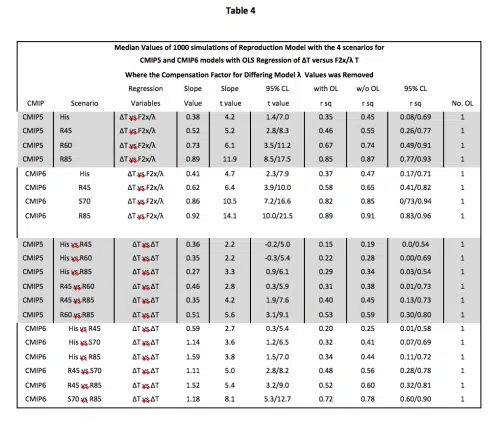 Table 4
Median Values of 1000 simulations of Reproduction Model with the 4 scenarios for
CMIP5 and CMIP6 models with OLS Regression of ΔT versus F2x/λ T
Where the Compensation Factor for Differing Model λ Values was Removed
Regression Slope Slope 95% CL with OL w/o OL 95% CL
CMIP Scenario Variables Value t value t value r sq r sq r sq No. OL
CMIP5 His ΔT vs F2x/λ 0.38 4.2 1.4/7.0 0.35 0.45 0.08/0.69 1
CMIP5 R45 ΔT vs F2x/λ 0.52 5.2 2.8/8.3 0.46 0.55 0.26/0.77 1
CMIP5 R60 ΔT vs F2x/λ 0.73 6.1 3.5/11.2 0.67 0.74 0.49/0.91 1
CMIP5 R85 ΔT vs F2x/λ 0.89 11.9 8.5/17.5 0.85 0.87 0.77/0.93 1
CMIP6 His ΔT vs F2x/λ 0.41 4.7 2.3/7.9 0.37 0.47 0.17/0.71 1
CMIP6 R45 ΔT vs F2x/λ 0.62 6.4 3.9/10.0 0.58 0.65 0.41/0.82 1
CMIP6 S70 ΔT vs F2x/λ 0.86 10.5 7.2/16.6 0.82 0.85 0/73/0.94 1
CMIP6 R85 ΔT vs F2x/λ 0.92 14.1 10.0/21.5 0.89 0.91 0.83/0.96 1
CMIP5 His vs R45 ΔT vs ΔT 0.36 2.2 -0.2/5.0 0.15 0.19 0.0/0.54 1
CMIP5 His vs R60 ΔT vs ΔT 0.35 2.2 -0.3/5.4 0.22 0.28 0.00/0.69 1
CMIP5 His vs R85 ΔT vs ΔT 0.27 3.3 0.9/6.1 0.29 0.34 0.03/0.54 1
CMIP5 R45 vs R60 ΔT vs ΔT 0.46 2.8 0.3/5.9 0.31 0.38 0.01/0.73 1
CMIP5 R45 vs R85 ΔT vs ΔT 0.35 4.2 1.9/7.6 0.40 0.45 0.13/0.73 1
CMIP5 R60 vs R85 ΔT vs ΔT 0.51 5.6 3.1/9.1 0.53 0.59 0.30/0.80 1
CMIP6 His vs R45 ΔT vs ΔT 0.59 2.7 0.3/5.4 0.20 0.25 0.01/0.58 1
CMIP6 His vs S70 ΔT vs ΔT 1.14 3.6 1.2/6.5 0.32 0.41 0.07/0.69 1
CMIP6 His vs R85 ΔT vs ΔT 1.59 3.8 1.5/7.0 0.34 0.44 0.11/0.72 1
CMIP6 R45 vs S70 ΔT vs ΔT 1.11 5.0 2.8/8.2 0.48 0.56 0.28/0.78 1
CMIP6 R45 vs R85 ΔT vs ΔT 1.52 5.4 3.2/9.0 0.52 0.60 0.32/0.81 1
CMIP6 S70 vs R85 ΔT vs ΔT 1.18 8.1 5.3/12.7 0.72 0.78 0.60/0.90 1